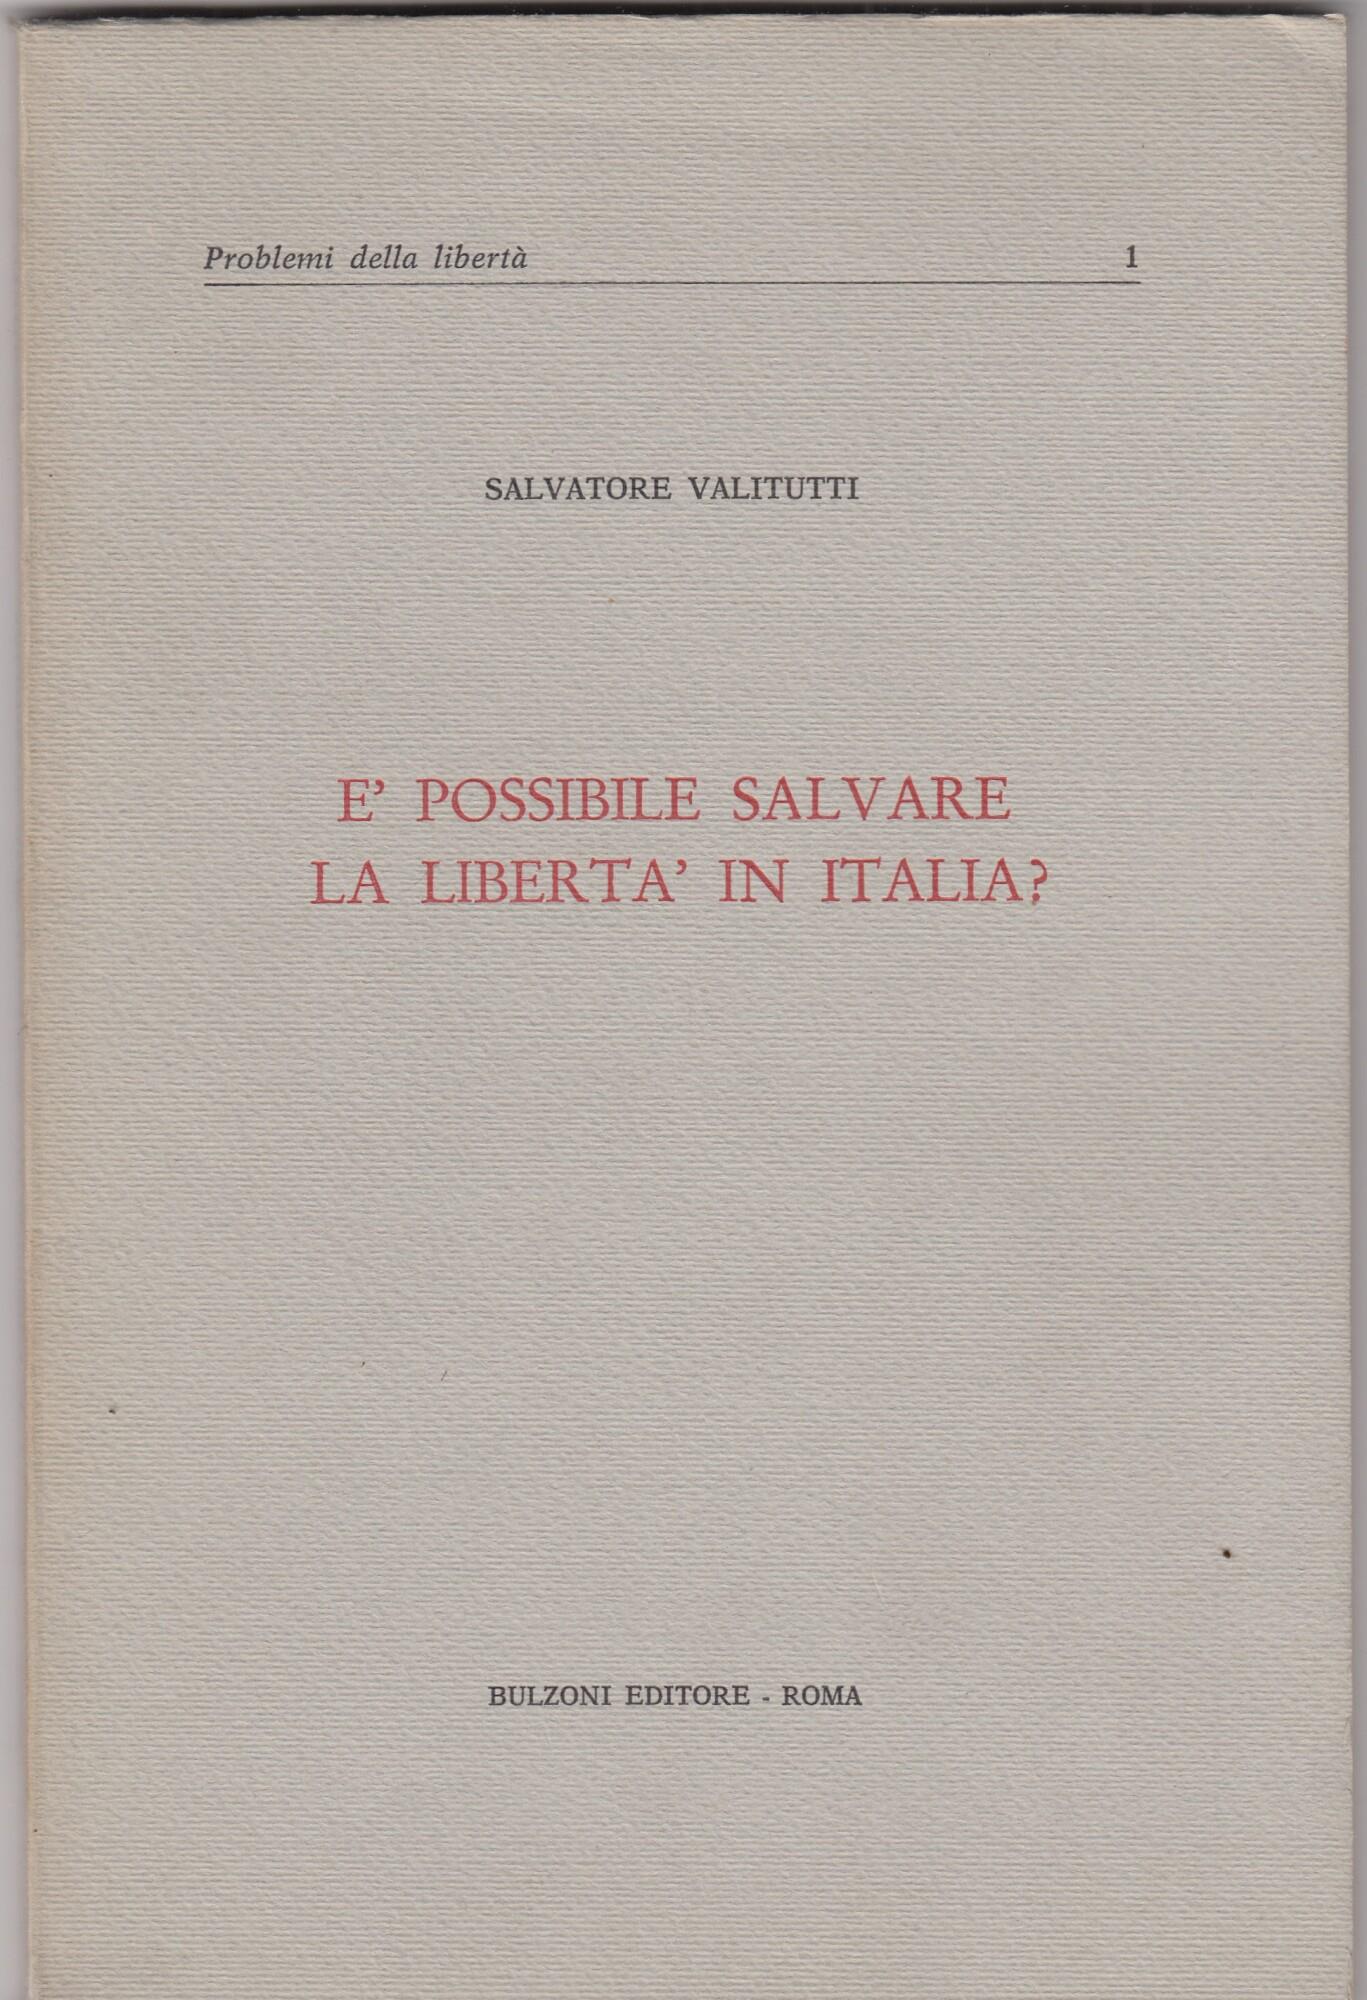 Problemi della libertà 1
SALVATORE VALITUTTI
E' POSSIBILE SALVARE
LA LIBERTA' IN ITALIA?
BULZONI EDITORE - ROMA